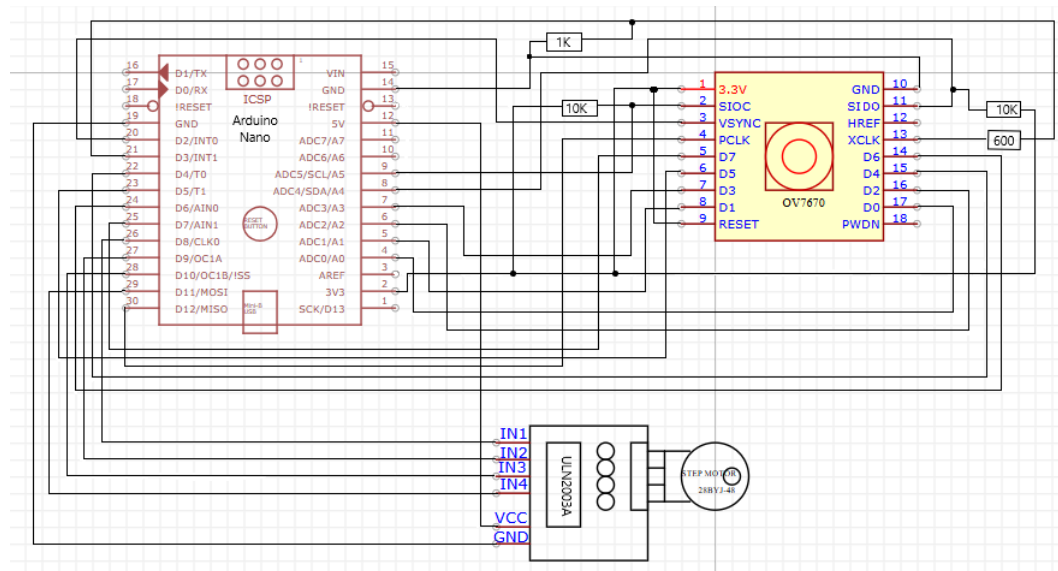 1K
16 D1/TX VIN 15
17 D0/RX GND 14
18 !RESET !RESET 13
19 GND 5V 12
20 D2/INT0 ADC7/A7 11
21 D3/INT1 ADC6/A6 10
22 D4/T0 ADC5/SCL/A5 9
23 D5/T1 ADC4/SDA/A4 8
24 D6/AIN0 ADC3/A3 7
25 D7/AIN1 ADC2/A2 6
26 D8/CLK0 ADC1/A1 5
27 D9/OC1A ADC0/A0 4
28 D10/OC1B/!SS AREF 3
29 D11/MOSI 3V3 2
30 D12/MISO SCK/D13 1
ICSP
Arduino
Nano
RESET
BUTTON
Mini-B
USB
10K
1 3.3V GND 10
2 SIOC SIDO 11
3 VSYNC HREF 12
4 PCLK XCLK 13
5 D7 D6 14
6 D5 D4 15
7 D3 D2 16
8 D1 D0 17
9 RESET PWDN 18
OV7670
10K
600
IN1
IN2
IN3
IN4
VCC
GND
ULN2003A
STEP MOTOR
28BYJ-48